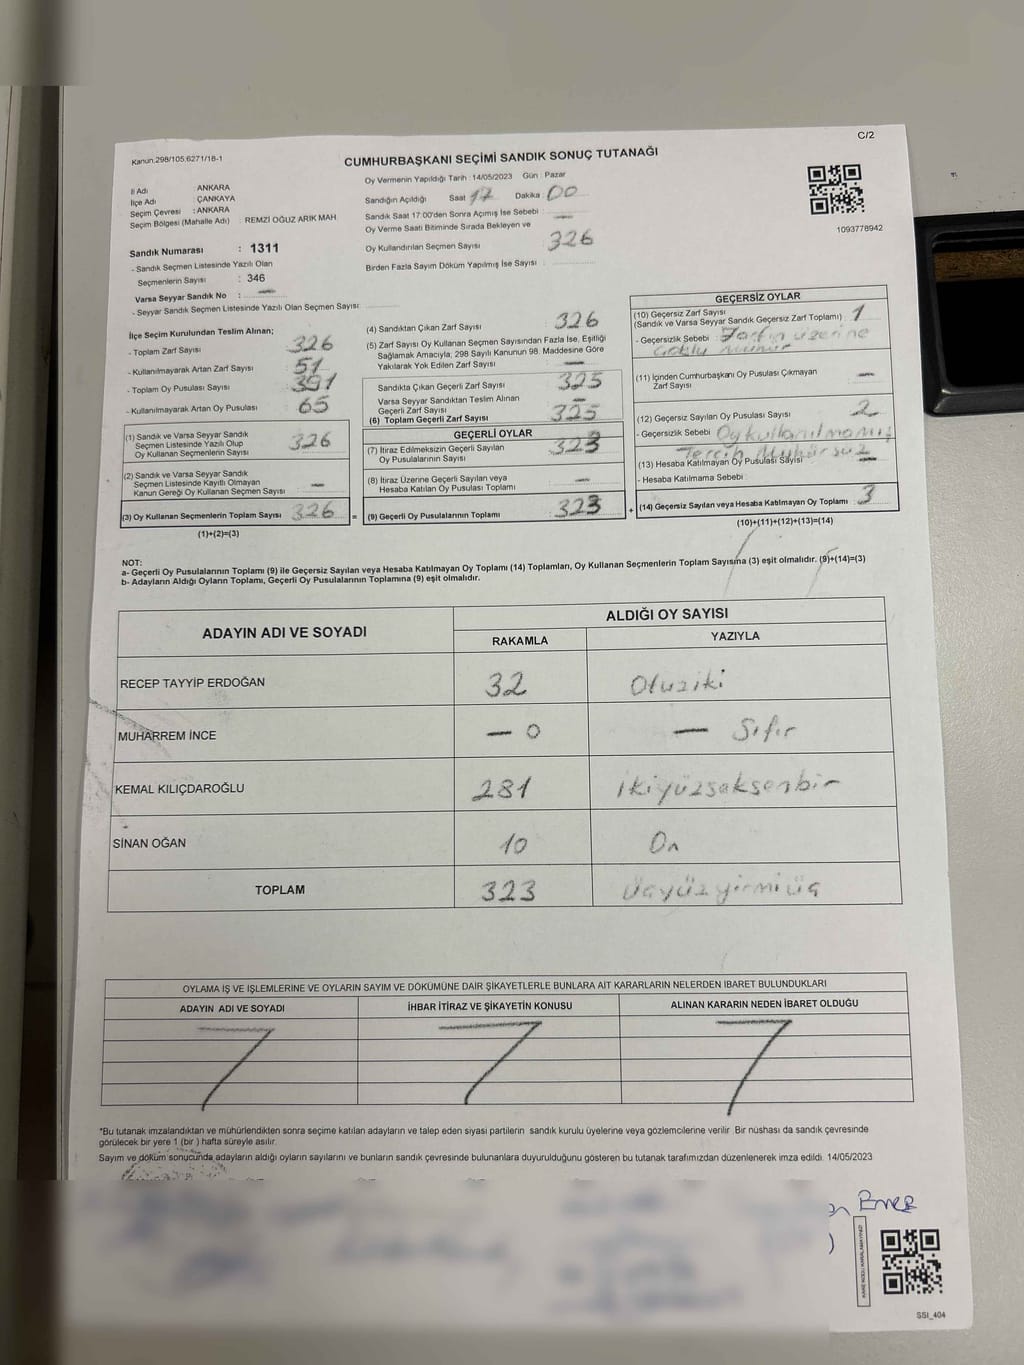 C/2
Kanun.298/105.6271/18-1
CUMHURBAŞKANI SEÇİMİ SANDIK SONUÇ TUTANAĞI
İl Adı : ANKARA
İlçe Adı : ÇANKAYA
Seçim Çevresi : ANKARA
Seçim Bölgesi (Mahalle Adı) : REMZİ OĞUZ ARIK MAH
Sandık Numarası : 1311
- Sandık Seçmen Listesinde Yazılı Olan
Seçmenlerin Sayısı : 346
Varsa Seyyar Sandık No : —
- Seyyar Sandık Seçmen Listesinde Yazılı Olan Seçmen Sayısı:
Oy Vermenin Yapıldığı Tarih : 14/05/2023 Gün : Pazar
Sandığın Açıldığı Saat 17 Dakika : 00
Sandık Saat 17:00'den Sonra Açımış İse Sebebi : —
Oy Verme Saati Bitiminde Sırada Bekleyen ve
Oy Kullandırılan Seçmen Sayısı 326
Birden Fazla Sayım Döküm Yapılmış İse Sayısı :
1093778942
İlçe Seçim Kurulundan Teslim Alınan;
- Toplam Zarf Sayısı 326
- Kullanılmayarak Artan Zarf Sayısı 51
- Toplam Oy Pusulası Sayısı 391
- Kullanılmayarak Artan Oy Pusulası 65
(1) Sandık ve Varsa Seyyar Sandık
Seçmen Listesinde Yazılı Olup
Oy Kullanan Seçmenlerin Sayısı 326
(2) Sandık ve Varsa Seyyar Sandık
Seçmen Listesinde Kayıtlı Olmayan
Kanun Gereği Oy Kullanan Seçmen Sayısı —
(3) Oy Kullanan Seçmenlerin Toplam Sayısı 326 =
(1)+(2)=(3)
(4) Sandıktan Çıkan Zarf Sayısı 326
(5) Zarf Sayısı Oy Kullanan Seçmen Sayısından Fazla İse, Eşitliği
Sağlamak Amacıyla, 298 Sayılı Kanunun 98. Maddesine Göre
Yakılarak Yok Edilen Zarf Sayısı —
Sandıkta Çıkan Geçerli Zarf Sayısı 325
Varsa Seyyar Sandıktan Teslim Alınan
Geçerli Zarf Sayısı —
(6) Toplam Geçerli Zarf Sayısı 325
GEÇERLİ OYLAR
(7) İtiraz Edilmeksizin Geçerli Sayılan
Oy Pusulasının Sayısı 323
(8) İtiraz Üzerine Geçerli Sayılan veya
Hesaba Katılan Oy Pusulası Toplamı —
(9) Geçerli Oy Pusulalarının Toplamı 323 +
GEÇERSİZ OYLAR
(10) Geçersiz Zarf Sayısı
(Sandık ve Varsa Seyyar Sandık Geçersiz Zarf Toplamı) 1
- Geçersizlik Sebebi Zarfın üzerine
mühür
(11) İçinden Cumhurbaşkanı Oy Pusulası Çıkmayan
Zarf Sayısı —
(12) Geçersiz Sayılan Oy Pusulası Sayısı 2
- Geçersizlik Sebebi Oy kullanılmamış
Tercih Mühürsüz
(13) Hesaba Katılmayan Oy Pusulası Sayısı —
- Hesaba Katılmama Sebebi
(14) Geçersiz Sayılan veya Hesaba Katılmayan Oy Toplamı 3
(10)+(11)+(12)+(13)=(14)
NOT:
a- Geçerli Oy Pusulalarının Toplamı (9) ile Geçersiz Sayılan veya Hesaba Katılmayan Oy Toplamı (14) Toplamları, Oy Kullanan Seçmenlerin Toplam Sayısına (3) eşit olmalıdır. (9)+(14)=(3)
b- Adayların Aldığı Oyların Toplamı, Geçerli Oy Pusulalarının Toplamına (9) eşit olmalıdır.
ADAYIN ADI VE SOYADI
ALDIĞI OY SAYISI
RAKAMLA YAZIYLA
RECEP TAYYİP ERDOĞAN 32 Otuziki
MUHARREM İNCE — 0 — Sıfır
KEMAL KILIÇDAROĞLU 281 ikiyüzseksenbir
SİNAN OĞAN 10 On
TOPLAM 323 Üçyüzyirmiüç
OYLAMA İŞ VE İŞLEMLERİNE VE OYLARIN SAYIM VE DÖKÜMÜNE DAİR ŞİKAYETLERLE BUNLARA AİT KARARLARIN NELERDEN İBARET BULUNDUKLARI
ADAYIN ADI VE SOYADI İHBAR İTİRAZ VE ŞİKAYETİN KONUSU ALINAN KARARIN NEDEN İBARET OLDUĞU
*Bu tutanak imzalandıktan ve mühürlendikten sonra seçime katılan adayların ve talep eden siyasi partilerin sandık kurulu üyelerine veya gözlemcilerine verilir Bir nüshası da sandık çevresinde
görülecek bir yere 1 (bir ) hafta süreyle asılır.
Sayım ve döküm sonucunda adayların aldığı oyların sayılarını ve bunların sandık çevresinde bulunanlara duyurulduğunu gösteren bu tutanak tarafımızdan düzenlenerek imza edildi. 14/05/2023
SSI_404